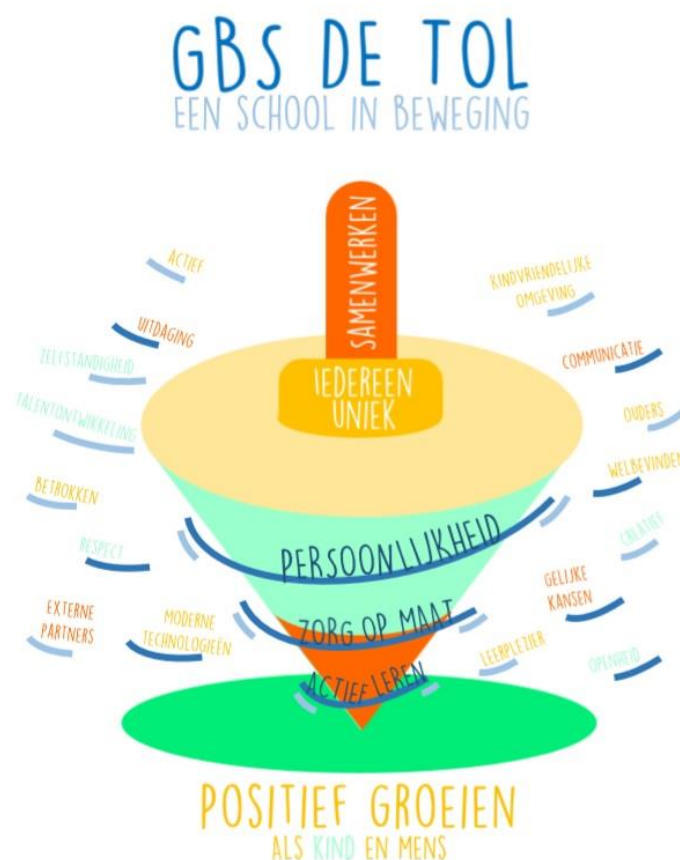 GBS DE TOL
EEN SCHOOL IN BEWEGING
SAMENWERKEN
IEDEREEN
UNIEK
PERSOONLIJKHEID
ZORG OP MAAT
ACTIEF LEREN
ACTIEF
UITDAGING
ZELFSTANDIGHEID
TALENTONTWIKKELING
BETROKKEN
RESPECT
EXTERNE
PARTNERS
MODERNE
TECHNOLOGIEËN
KINDVRIENDELIJKE
OMGEVING
COMMUNICATIE
OUDERS
WELBEVINDEN
CREATIEF
GELIJKE
KANSEN
LEERPLEZIER
OPENHEID
POSITIEF GROEIEN
ALS KIND EN MENS